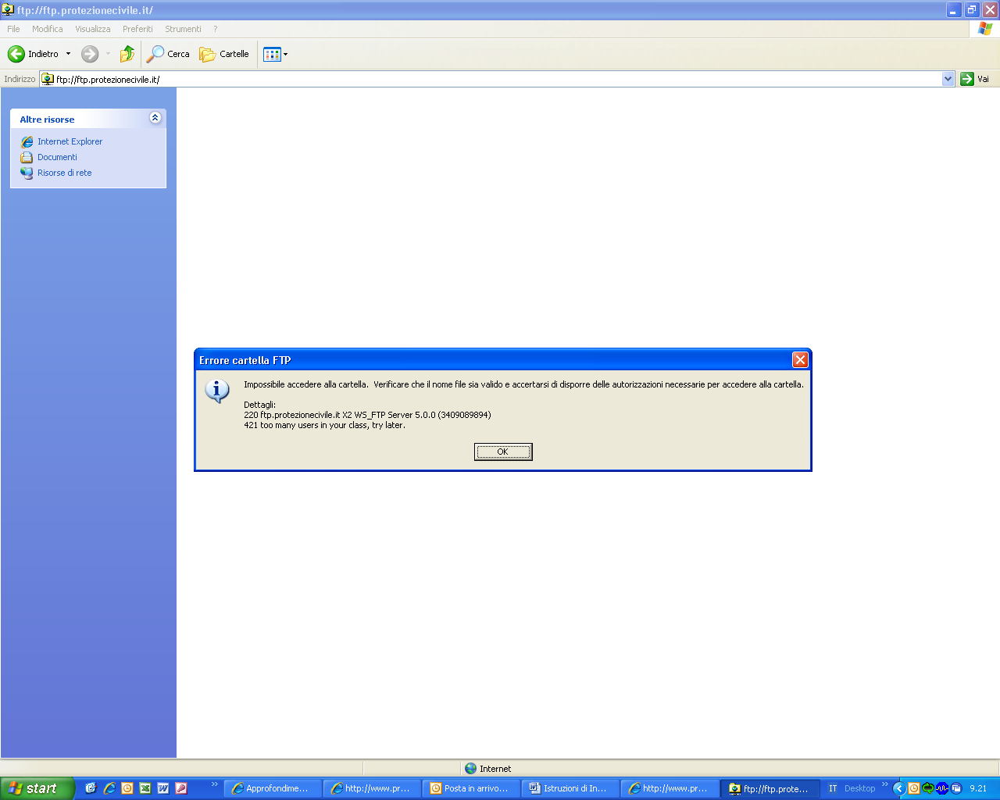 ftp://ftp.protezionecivile.it/
File Modifica Visualizza Preferiti Strumenti ?
Indietro Cerca Cartelle
Indirizzo ftp://ftp.protezionecivile.it/ Vai
Altre risorse
Internet Explorer
Documenti
Risorse di rete
Errore cartella FTP
Impossibile accedere alla cartella. Verificare che il nome file sia valido e accertarsi di disporre delle autorizzazioni necessarie per accedere alla cartella.
Dettagli:
220 ftp.protezionecivile.it X2 WS_FTP Server 5.0.0 (3409089894)
421 too many users in your class, try later.
OK
Internet
start Approfondime... http://www.pr... Posta in arrivo... Istruzioni di In... http://www.pr... ftp://ftp.prote... IT Desktop 9.21